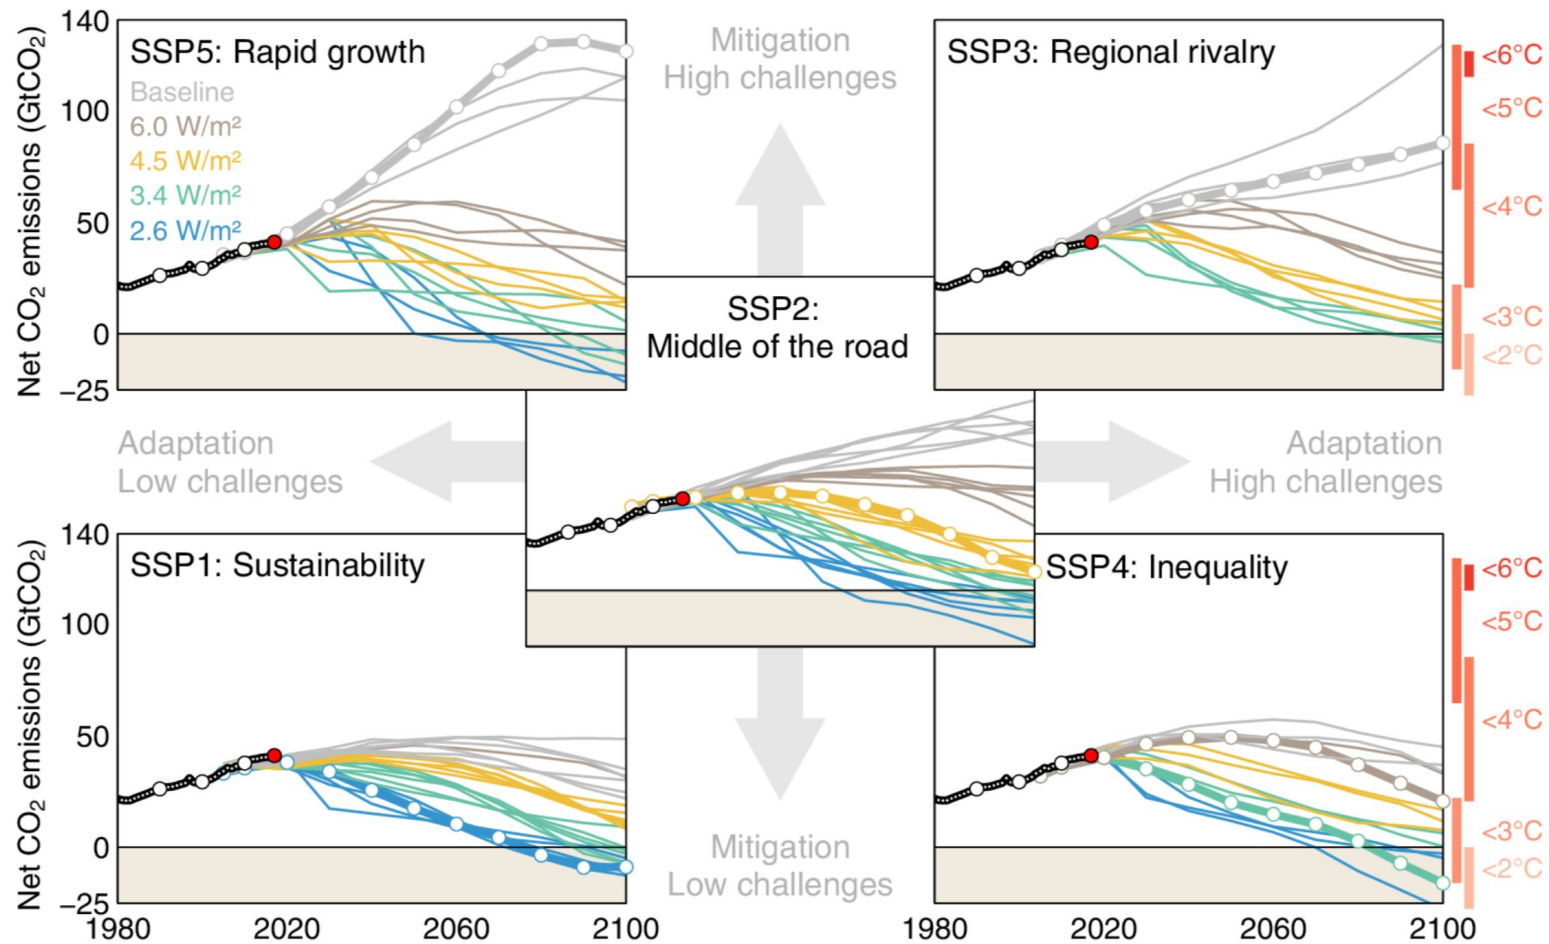 140
100
50
0
−25
Net CO₂ emissions (GtCO₂)
SSP5: Rapid growth
Baseline
6.0 W/m²
4.5 W/m²
3.4 W/m²
2.6 W/m²
Mitigation
High challenges
SSP3: Regional rivalry
<6°C
<5°C
<4°C
<3°C
<2°C
SSP2:
Middle of the road
Adaptation
Low challenges
Adaptation
High challenges
140
100
50
0
−25
Net CO₂ emissions (GtCO₂)
SSP1: Sustainability
SSP4: Inequality
<6°C
<5°C
<4°C
<3°C
<2°C
Mitigation
Low challenges
1980
2020
2060
2100
1980
2020
2060
2100